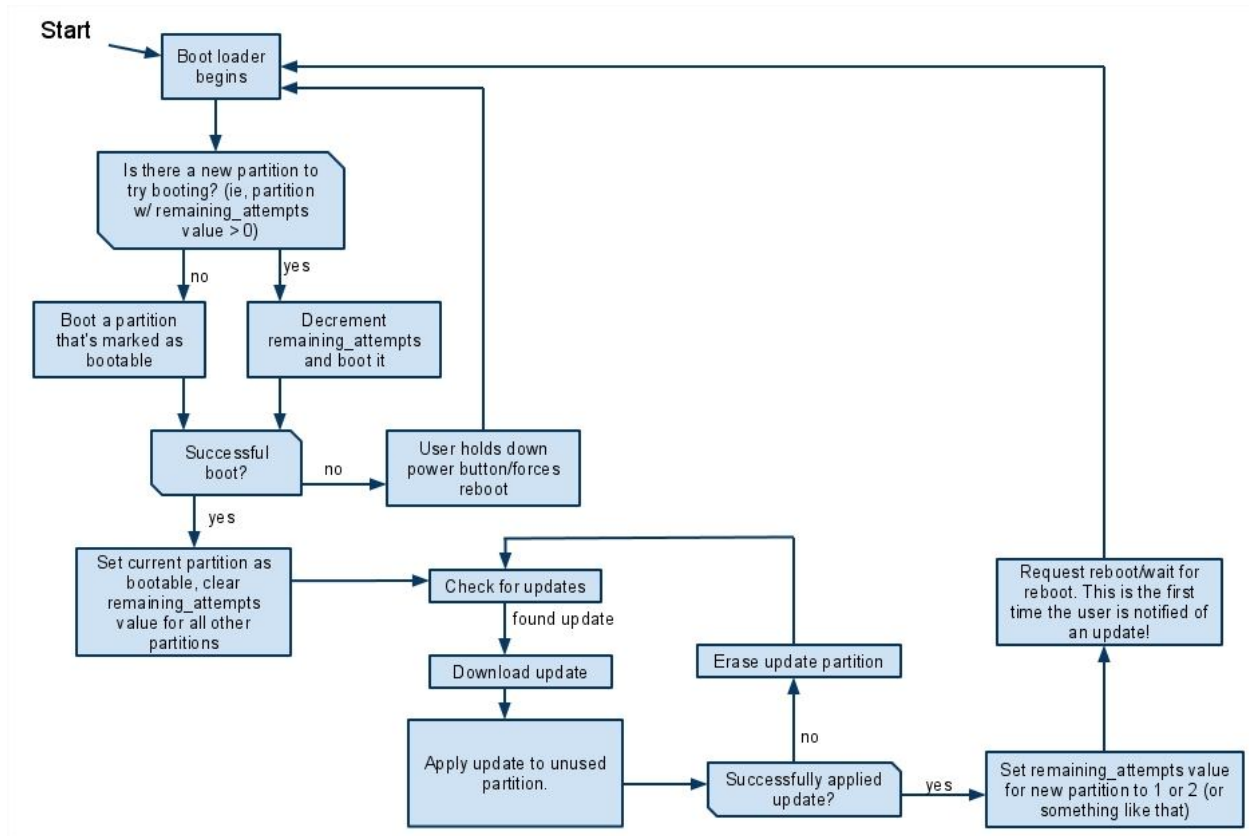 Start
Boot loader
begins
Is there a new partition to
try booting? (ie, partition
w/ remaining_attempts
value > 0)
no
yes
Boot a partition
that's marked as
bootable
Decrement
remaining_attempts
and boot it
Successful
boot?
no
User holds down
power button/forces
reboot
yes
Set current partition as
bootable, clear
remaining_attempts
value for all other
partitions
Check for updates
found update
Download update
Apply update to unused
partition.
Erase update partition
no
Successfully applied
update?
yes
Set remaining_attempts value
for new partition to 1 or 2 (or
something like that)
Request reboot/wait for
reboot. This is the first
time the user is notified of
an update!